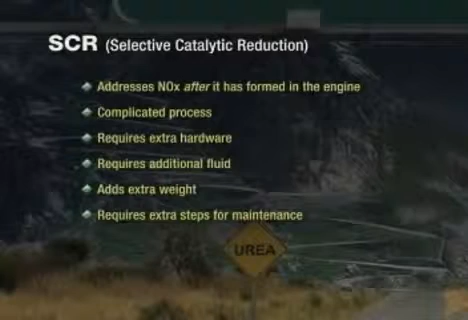 SCR (Selective Catalytic Reduction)
Addresses NOx after it has formed in the engine
Complicated process
Requires extra hardware
Requires additional fluid
Adds extra weight
Requires extra steps for maintenance
UREA